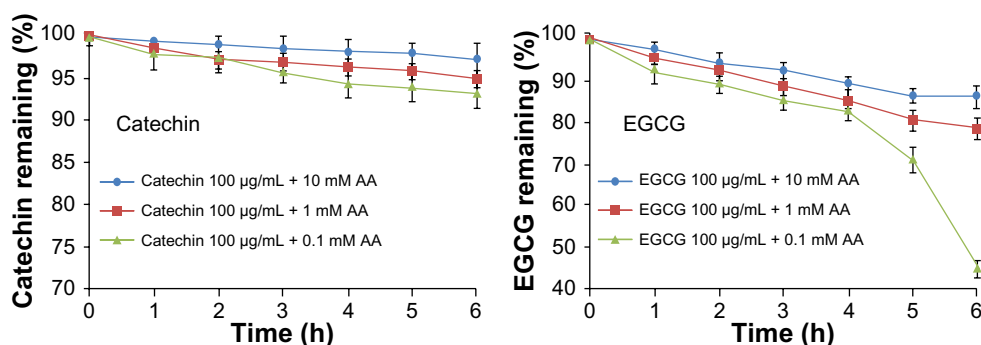 Catechin remaining (%)
100
95
90
85
80
75
70
Catechin
Catechin 100 µg/mL + 10 mM AA
Catechin 100 µg/mL + 1 mM AA
Catechin 100 µg/mL + 0.1 mM AA
0 1 2 3 4 5 6
Time (h)
EGCG remaining (%)
100
90
80
70
60
50
40
EGCG
EGCG 100 µg/mL + 10 mM AA
EGCG 100 µg/mL + 1 mM AA
EGCG 100 µg/mL + 0.1 mM AA
0 1 2 3 4 5 6
Time (h)